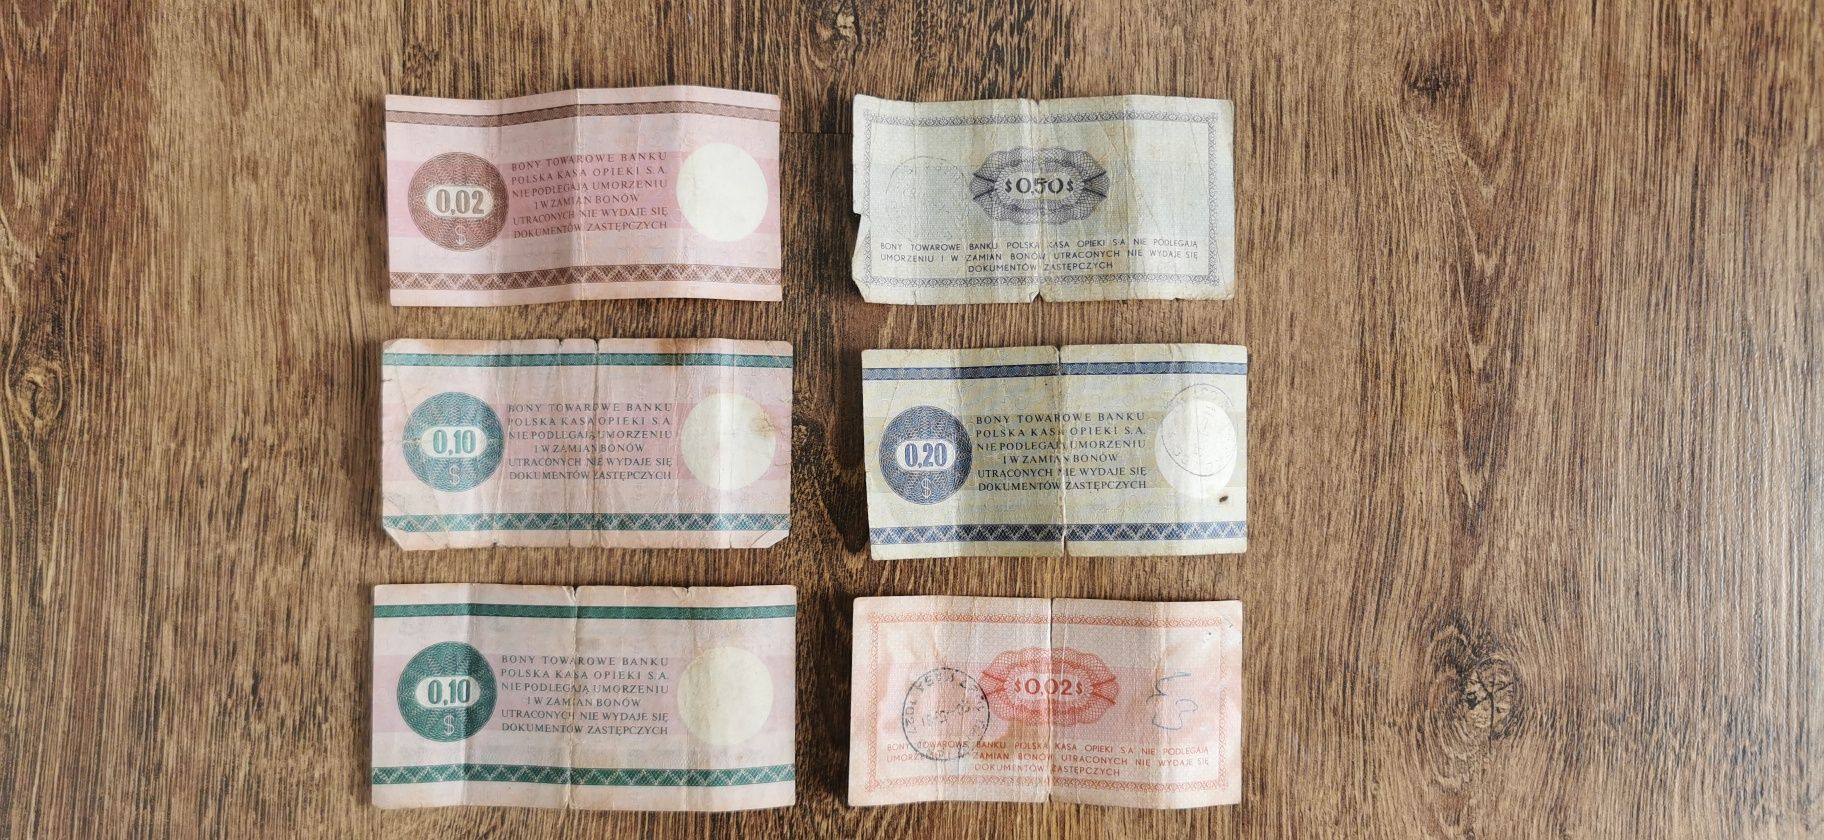 0,02
$
BONY TOWAROWE BANKU
POLSKA KASA OPIEKI S.A.
NIE PODLEGAJĄ UMORZENIU
I W ZAMIAN BONÓW
UTRACONYCH NIE WYDAJE SIĘ
DOKUMENTÓW ZASTĘPCZYCH
$0,50$
BONY TOWAROWE BANKU POLSKA KASA OPIEKI S.A NIE PODLEGAJĄ
UMORZENIU I W ZAMIAN BONÓW UTRACONYCH NIE WYDAJE SIĘ
DOKUMENTÓW ZASTĘPCZYCH
0,10
$
BONY TOWAROWE BANKU
POLSKA KASA OPIEKI S.A.
NIE PODLEGAJĄ UMORZENIU
I W ZAMIAN BONÓW
UTRACONYCH NIE WYDAJE SIĘ
DOKUMENTÓW ZASTĘPCZYCH
0,20
$
BONY TOWAROWE BANKU
POLSKA KASA OPIEKI S.A.
NIE PODLEGAJĄ UMORZENIU
I W ZAMIAN BONÓW
UTRACONYCH NIE WYDAJE SIĘ
DOKUMENTÓW ZASTĘPCZYCH
0,10
$
BONY TOWAROWE BANKU
POLSKA KASA OPIEKI S.A.
NIE PODLEGAJĄ UMORZENIU
I W ZAMIAN BONÓW
UTRACONYCH NIE WYDAJE SIĘ
DOKUMENTÓW ZASTĘPCZYCH
$0,02$
BONY TOWAROWE BANKU POLSKA KASA OPIEKI S.A NIE PODLEGAJĄ
UMORZENIU I W ZAMIAN BONÓW UTRACONYCH NIE WYDAJE SIĘ
DOKUMENTÓW ZASTĘPCZYCH